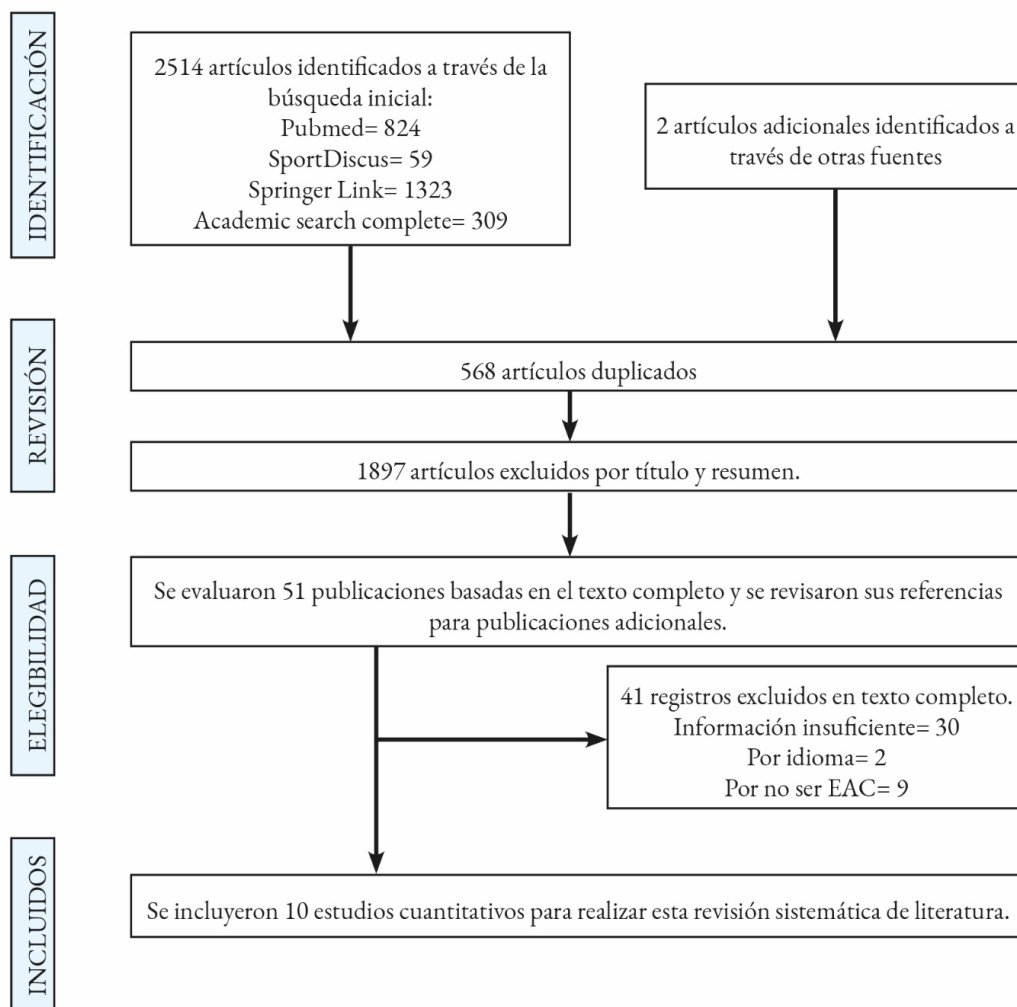 IDENTIFICACIÓN
2514 artículos identificados a través de la
búsqueda inicial:
Pubmed= 824
SportDiscus= 59
Springer Link= 1323
Academic search complete= 309
2 artículos adicionales identificados a
través de otras fuentes
REVISIÓN
568 artículos duplicados
1897 artículos excluidos por título y resumen.
ELEGIBILIDAD
Se evaluaron 51 publicaciones basadas en el texto completo y se revisaron sus referencias
para publicaciones adicionales.
41 registros excluidos en texto completo.
Información insuficiente= 30
Por idioma= 2
Por no ser EAC= 9
INCLUIDOS
Se incluyeron 10 estudios cuantitativos para realizar esta revisión sistemática de literatura.